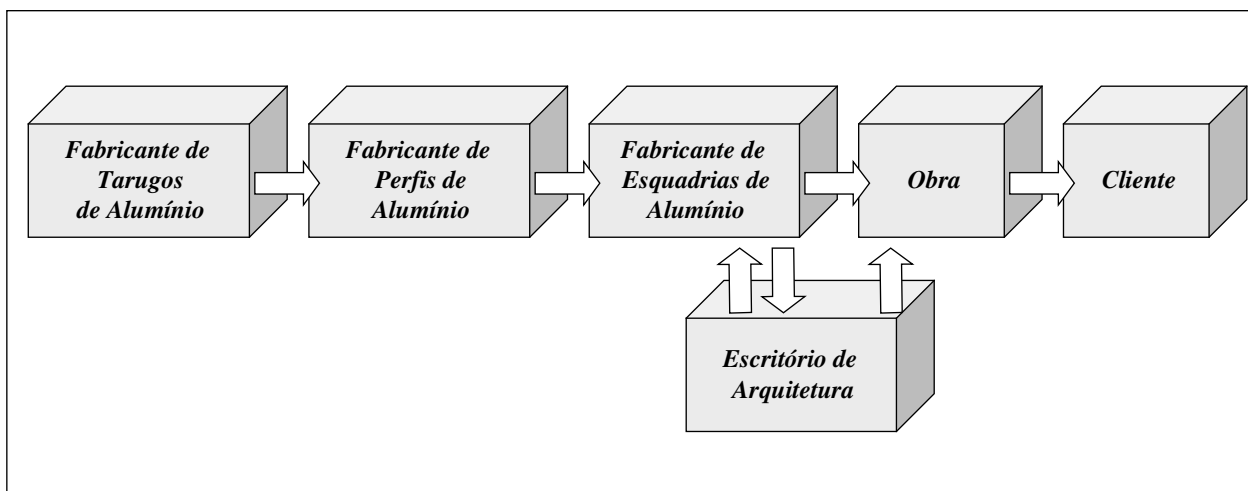 Fabricante de
Tarugos
de Alumínio
Fabricante de
Perfis de
Alumínio
Fabricante de
Esquadrias de
Alumínio
Obra
Cliente
Escritório de
Arquitetura